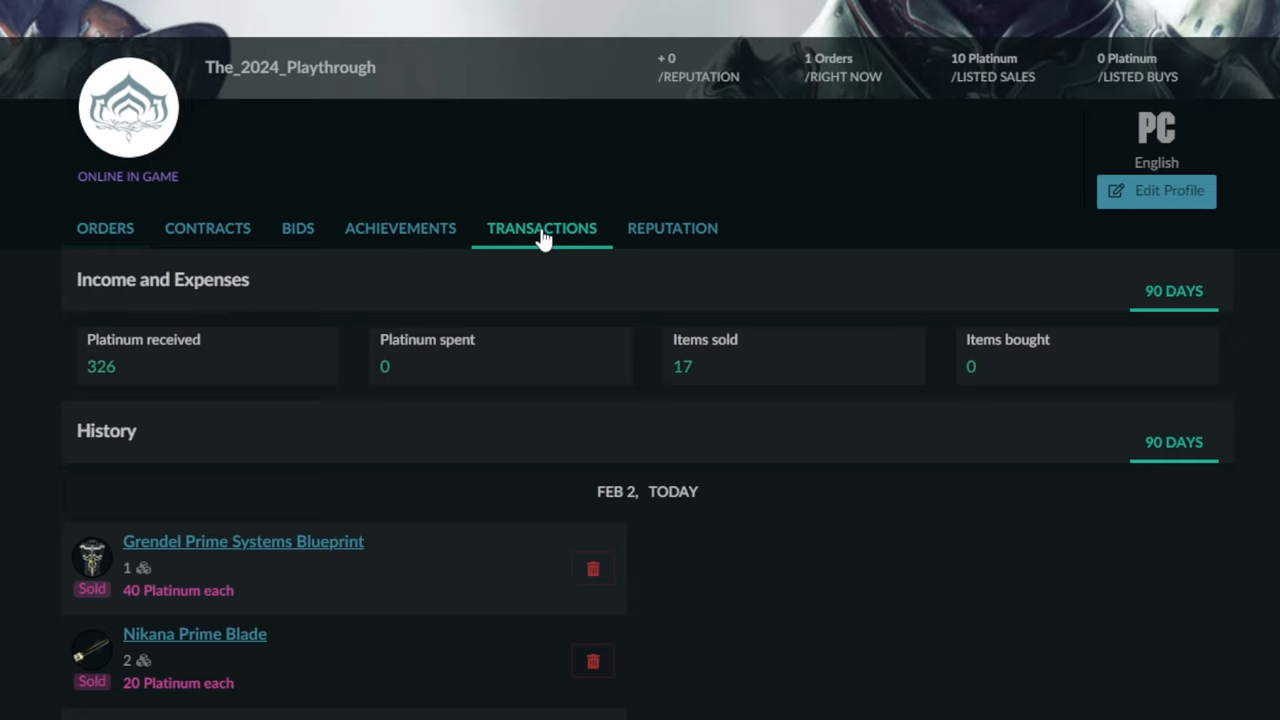 The_2024_Playthrough
+ 0
/REPUTATION
1 Orders
/RIGHT NOW
10 Platinum
/LISTED SALES
0 Platinum
/LISTED BUYS
ONLINE IN GAME
PC
English
Edit Profile
ORDERS CONTRACTS BIDS ACHIEVEMENTS TRANSACTIONS REPUTATION
Income and Expenses
90 DAYS
Platinum received
326
Platinum spent
0
Items sold
17
Items bought
0
History
90 DAYS
FEB 2, TODAY
Grendel Prime Systems Blueprint
1
Sold
40 Platinum each
Nikana Prime Blade
2
Sold
20 Platinum each